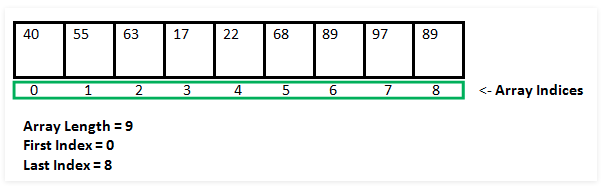 40 55 63 17 22 68 89 97 89
0 1 2 3 4 5 6 7 8 <- Array Indices
Array Length = 9
First Index = 0
Last Index = 8